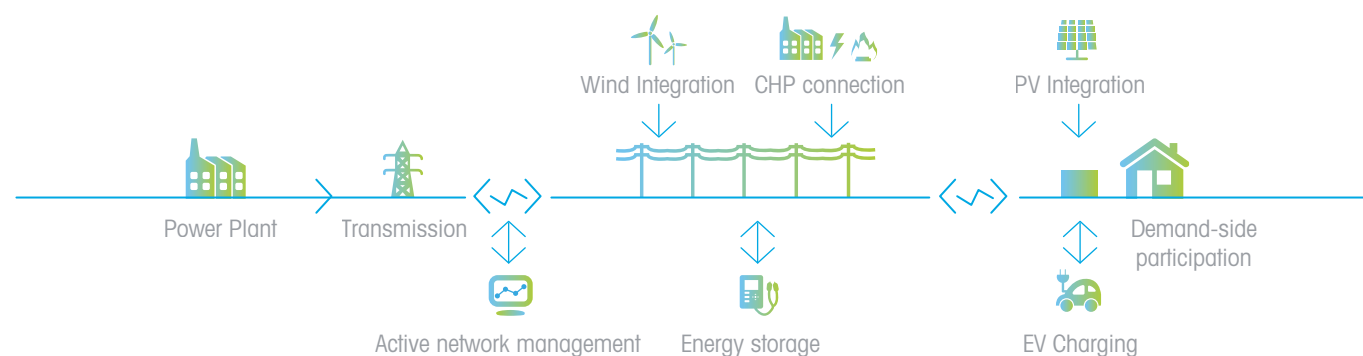 Wind Integration
CHP connection
PV Integration
Power Plant
Transmission
Demand-side
participation
Active network management
Energy storage
EV Charging